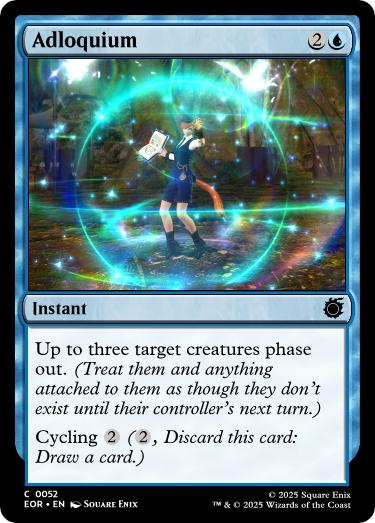 Adloquium 2
Instant
Up to three target creatures phase
out. (Treat them and anything
attached to them as though they don't
exist until their controller's next turn.)
Cycling 2 (2, Discard this card:
Draw a card.)
C 0052
EOR • EN Square Enix
© 2025 Square Enix
™ & © 2025 Wizards of the Coast